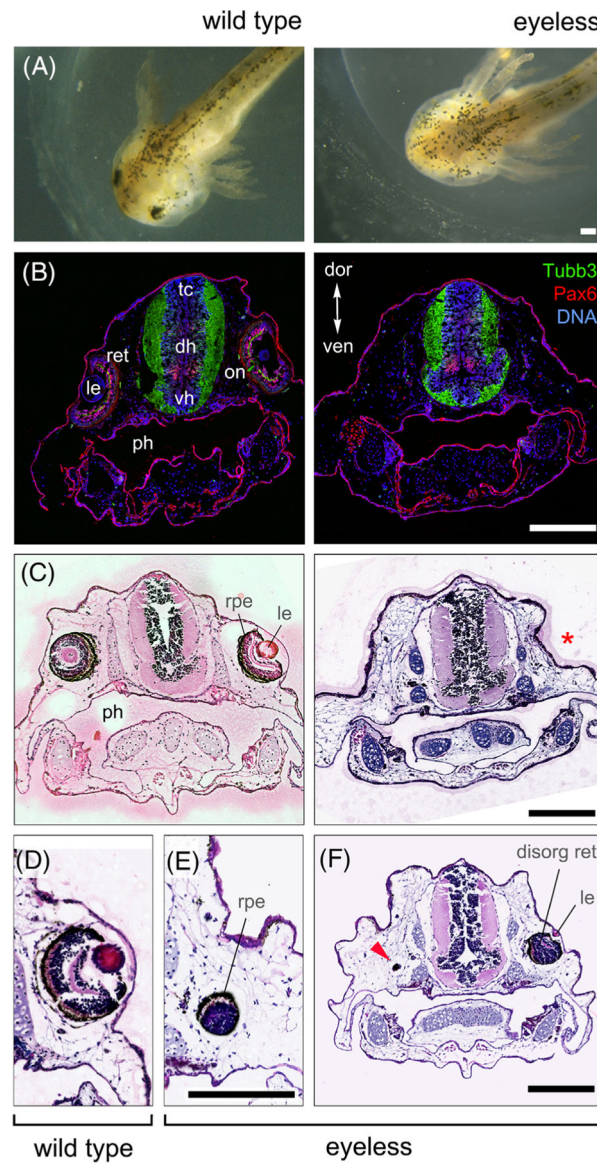 wild type
eyeless
(A)
(B)
tc
ret
dh
on
le
vh
ph
dor
ven
Tubb3
Pax6
DNA
(C)
rpe
le
ph
*
(D)
(E)
rpe
(F)
disorg ret
le
wild type
eyeless